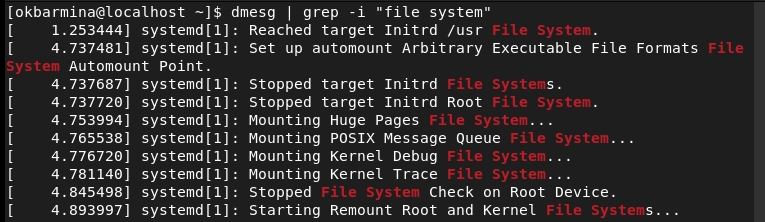 [okbarmina@localhost ~]$ dmesg | grep -i "file system"
[    1.253444] systemd[1]: Reached target Initrd /usr File System.
[    4.737481] systemd[1]: Set up automount Arbitrary Executable File Formats File
System Automount Point.
[    4.737687] systemd[1]: Stopped target Initrd File Systems.
[    4.737720] systemd[1]: Stopped target Initrd Root File System.
[    4.753994] systemd[1]: Mounting Huge Pages File System...
[    4.765538] systemd[1]: Mounting POSIX Message Queue File System...
[    4.776720] systemd[1]: Mounting Kernel Debug File System...
[    4.781140] systemd[1]: Mounting Kernel Trace File System...
[    4.845498] systemd[1]: Stopped File System Check on Root Device.
[    4.893997] systemd[1]: Starting Remount Root and Kernel File Systems...